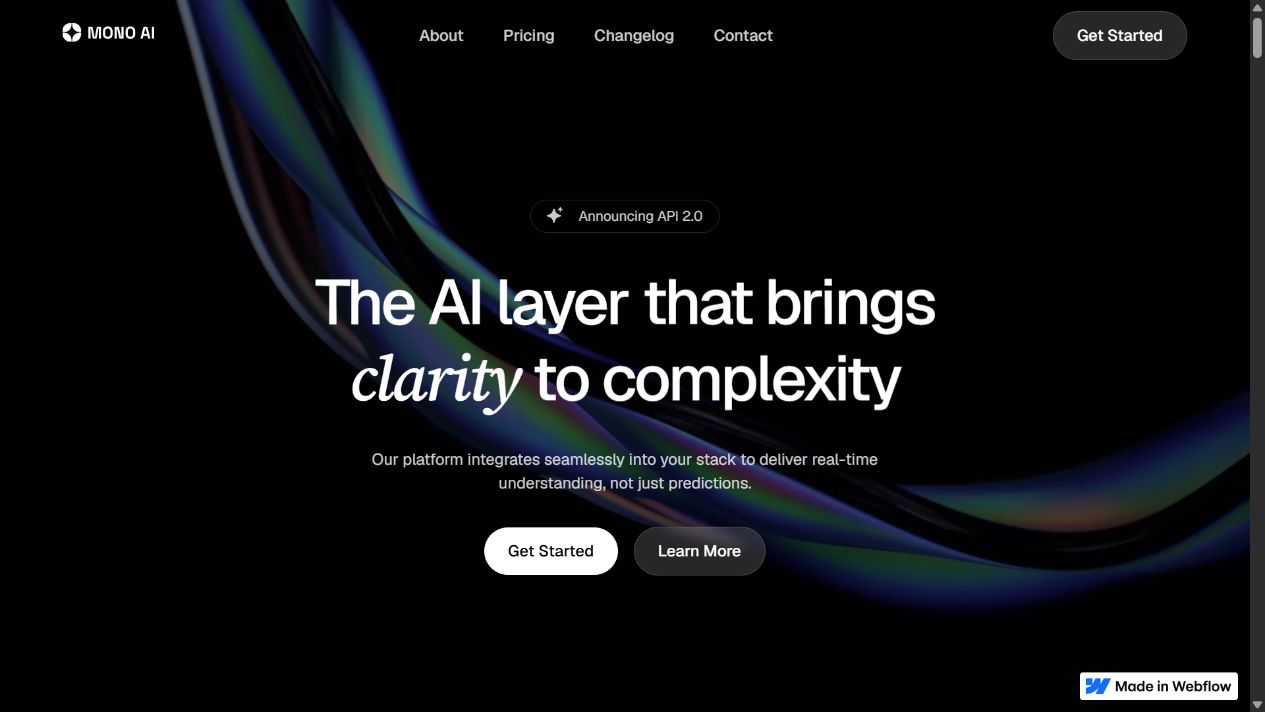 MONO AI
About
Pricing
Changelog
Contact
Get Started
Announcing API 2.0
The AI layer that brings
clarity to complexity
Our platform integrates seamlessly into your stack to deliver real-time
understanding, not just predictions.
Get Started
Learn More
Made in Webflow